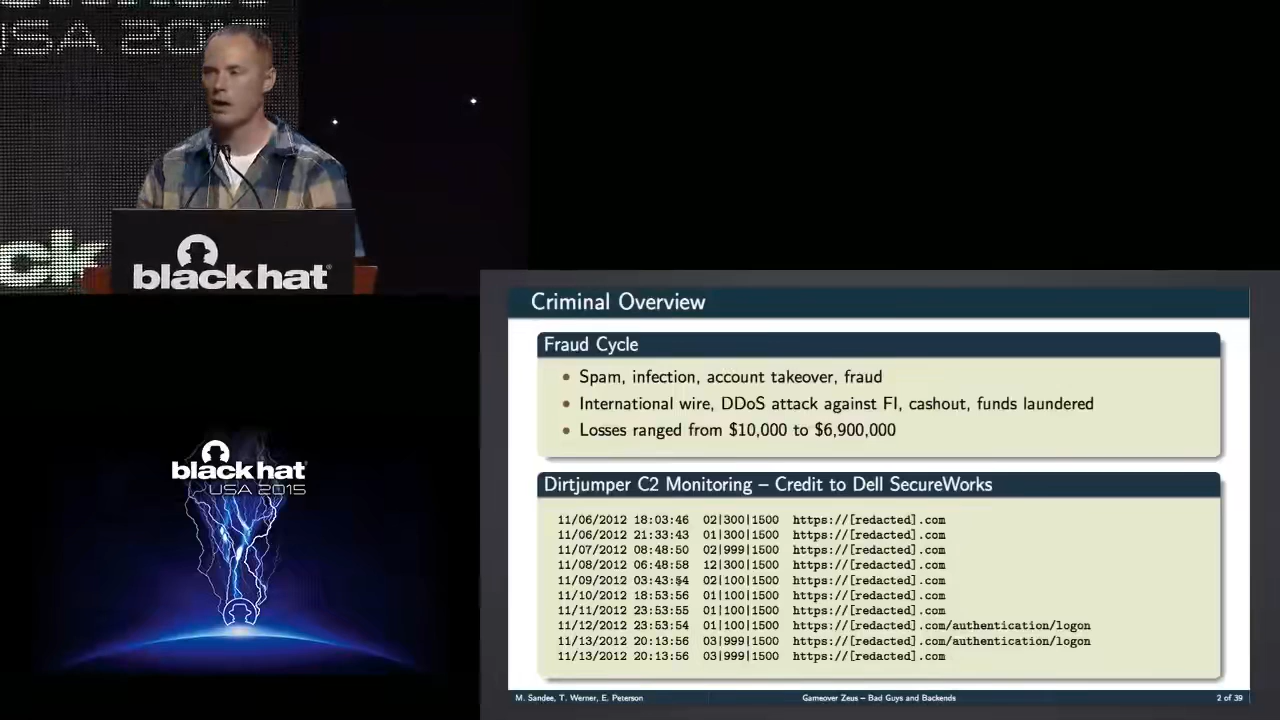 USA 201
ck
black hat
black hat
USA 2015
Criminal Overview
Fraud Cycle
Spam, infection, account takeover, fraud
International wire, DDoS attack against FI, cashout, funds laundered
Losses ranged from $10,000 to $6,900,000
Dirtjumper C2 Monitoring – Credit to Dell SecureWorks
11/06/2012 18:03:46 02|300|1500 https://[redacted].com
11/06/2012 21:33:43 01|300|1500 https://[redacted].com
11/07/2012 08:48:50 02|999|1500 https://[redacted].com
11/08/2012 06:48:58 12|300|1500 https://[redacted].com
11/09/2012 03:43:54 02|100|1500 https://[redacted].com
11/10/2012 18:53:56 01|100|1500 https://[redacted].com
11/11/2012 23:53:55 01|100|1500 https://[redacted].com
11/12/2012 23:53:54 01|100|1500 https://[redacted].com/authentication/logon
11/13/2012 20:13:56 03|999|1500 https://[redacted].com/authentication/logon
11/13/2012 20:13:56 03|999|1500 https://[redacted].com
M. Sandee, T. Werner, E. Peterson
Gameover Zeus – Bad Guys and Backends
2 of 39